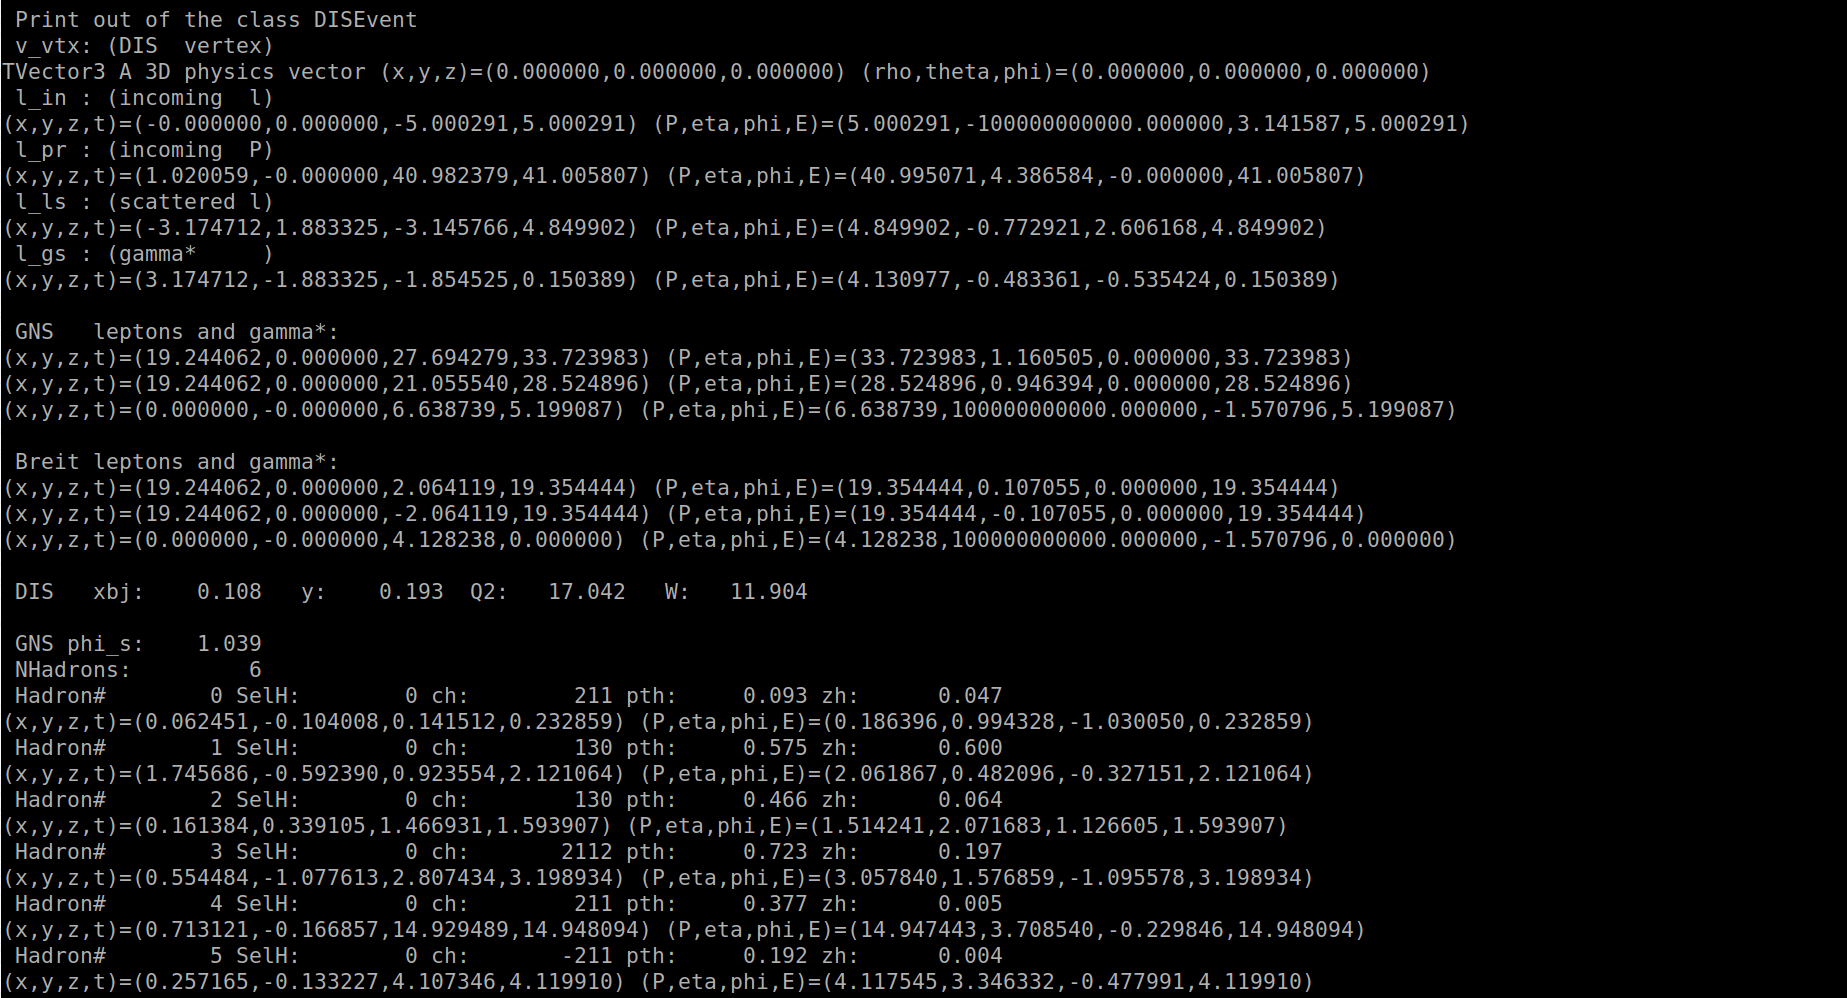 Print out of the class DISEvent
v_vtx: (DIS  vertex)
TVector3 A 3D physics vector (x,y,z)=(0.000000,0.000000,0.000000) (rho,theta,phi)=(0.000000,0.000000,0.000000)
l_in : (incoming  l)
(x,y,z,t)=(-0.000000,0.000000,-5.000291,5.000291) (P,eta,phi,E)=(5.000291,-100000000000.000000,3.141587,5.000291)
l_pr : (incoming  P)
(x,y,z,t)=(1.020059,-0.000000,40.982379,41.005807) (P,eta,phi,E)=(40.995071,4.386584,-0.000000,41.005807)
l_ls : (scattered l)
(x,y,z,t)=(-3.174712,1.883325,-3.145766,4.849902) (P,eta,phi,E)=(4.849902,-0.772921,2.606168,4.849902)
l_gs : (gamma*     )
(x,y,z,t)=(3.174712,-1.883325,-1.854525,0.150389) (P,eta,phi,E)=(4.130977,-0.483361,-0.535424,0.150389)
GNS   leptons and gamma*:
(x,y,z,t)=(19.244062,0.000000,27.694279,33.723983) (P,eta,phi,E)=(33.723983,1.160505,0.000000,33.723983)
(x,y,z,t)=(19.244062,0.000000,21.055540,28.524896) (P,eta,phi,E)=(28.524896,0.946394,0.000000,28.524896)
(x,y,z,t)=(0.000000,-0.000000,6.638739,5.199087) (P,eta,phi,E)=(6.638739,100000000000.000000,-1.570796,5.199087)
Breit leptons and gamma*:
(x,y,z,t)=(19.244062,0.000000,2.064119,19.354444) (P,eta,phi,E)=(19.354444,0.107055,0.000000,19.354444)
(x,y,z,t)=(19.244062,0.000000,-2.064119,19.354444) (P,eta,phi,E)=(19.354444,-0.107055,0.000000,19.354444)
(x,y,z,t)=(0.000000,-0.000000,4.128238,0.000000) (P,eta,phi,E)=(4.128238,100000000000.000000,-1.570796,0.000000)
DIS   xbj:    0.108   y:    0.193  Q2:   17.042   W:   11.904
GNS phi_s:    1.039
NHadrons:         6
Hadron#        0 SelH:        0 ch:        211 pth:     0.093 zh:      0.047
(x,y,z,t)=(0.062451,-0.104008,0.141512,0.232859) (P,eta,phi,E)=(0.186396,0.994328,-1.030050,0.232859)
Hadron#        1 SelH:        0 ch:        130 pth:     0.575 zh:      0.600
(x,y,z,t)=(1.745686,-0.592390,0.923554,2.121064) (P,eta,phi,E)=(2.061867,0.482096,-0.327151,2.121064)
Hadron#        2 SelH:        0 ch:        130 pth:     0.466 zh:      0.064
(x,y,z,t)=(0.161384,0.339105,1.466931,1.593907) (P,eta,phi,E)=(1.514241,2.071683,1.126605,1.593907)
Hadron#        3 SelH:        0 ch:       2112 pth:     0.723 zh:      0.197
(x,y,z,t)=(0.554484,-1.077613,2.807434,3.198934) (P,eta,phi,E)=(3.057840,1.576859,-1.095578,3.198934)
Hadron#        4 SelH:        0 ch:        211 pth:     0.377 zh:      0.005
(x,y,z,t)=(0.713121,-0.166857,14.929489,14.948094) (P,eta,phi,E)=(14.947443,3.708540,-0.229846,14.948094)
Hadron#        5 SelH:        0 ch:       -211 pth:     0.192 zh:      0.004
(x,y,z,t)=(0.257165,-0.133227,4.107346,4.119910) (P,eta,phi,E)=(4.117545,3.346332,-0.477991,4.119910)